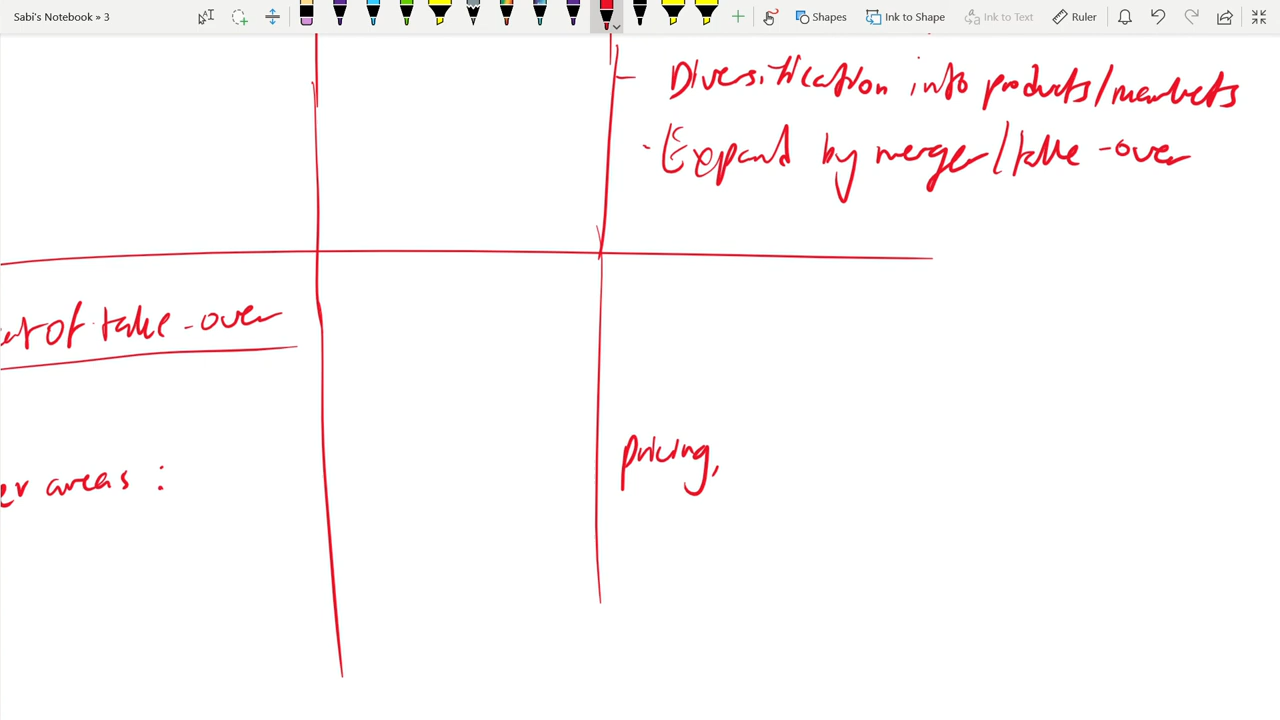 Sabi's Notebook » 3
Shapes
Ink to Shape
Ink to Text
Ruler
- Diversification into products/markets
- Expand by merger/take-over
of take-over
areas :
pricing,